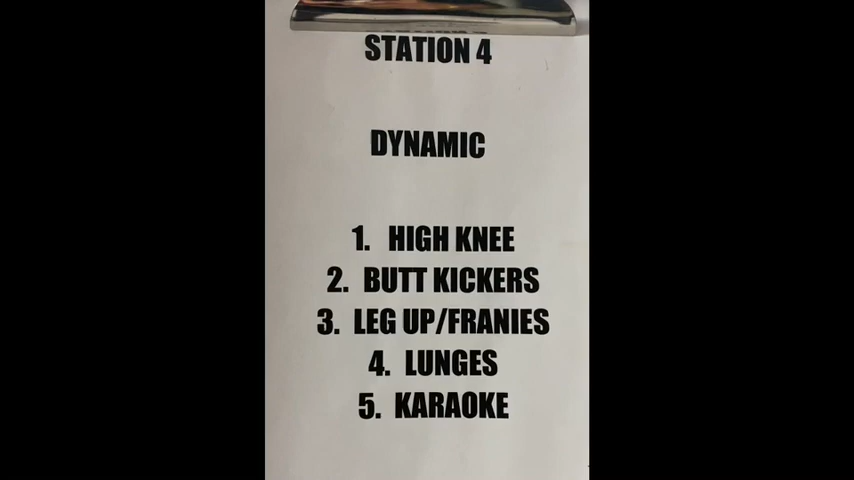 STATION 4
DYNAMIC
1. HIGH KNEE
2. BUTT KICKERS
3. LEG UP/FRANIES
4. LUNGES
5. KARAOKE